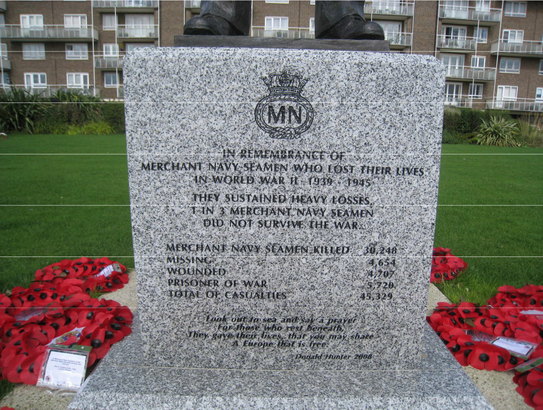 MN
IN REMEMBRANCE OF
MERCHANT NAVY SEAMEN WHO LOST THEIR LIVES
IN WORLD WAR II · 1939 · 1945
THEY SUSTAINED HEAVY LOSSES,
1 IN 3 MERCHANT NAVY SEAMEN
DID NOT SURVIVE THE WAR.
MERCHANT NAVY SEAMEN KILLED 30,248
MISSING 4,654
WOUNDED 4,707
PRISONER OF WAR 5,720
TOTAL OF CASUALTIES 45,329
Look out to sea and say a prayer
For those who rest beneath,
They gave their lives, that you may share
A Europe that is free.
Donald Hunter 2008